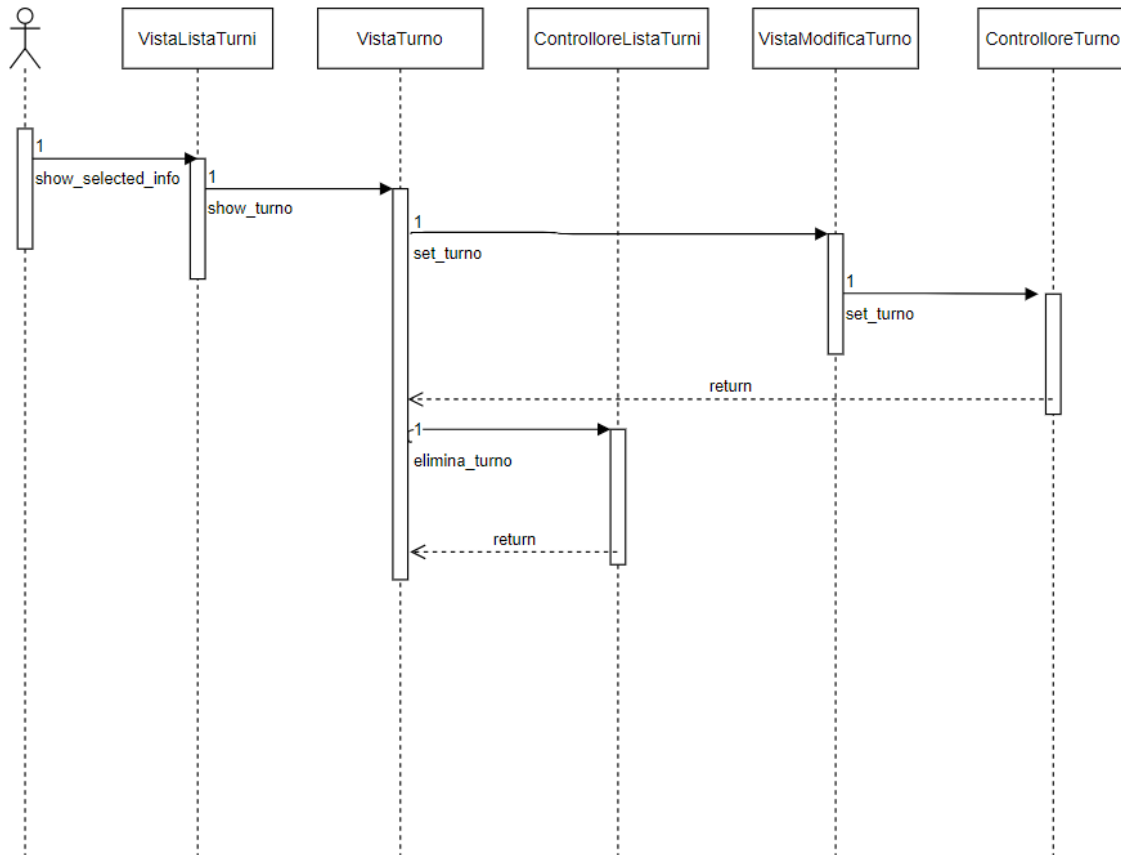 VistaListaTurni
VistaTurno
ControlloreListaTurni
VistaModificaTurno
ControlloreTurno
1
show_selected_info
1
show_turno
1
set_turno
1
set_turno
return
1
elimina_turno
return